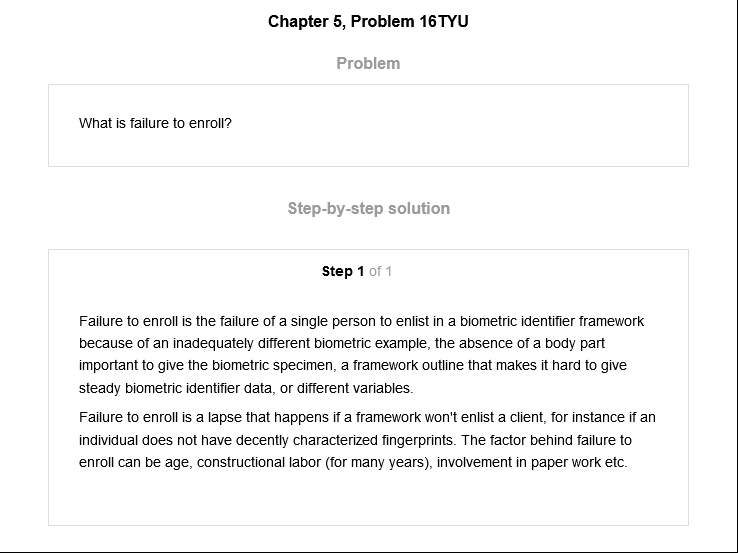 Chapter 5, Problem 16TYU
Problem
What is failure to enroll?
Step-by-step solution
Step 1 of 1
Failure to enroll is the failure of a single person to enlist in a biometric identifier framework
because of an inadequately different biometric example, the absence of a body part
important to give the biometric specimen, a framework outline that makes it hard to give
steady biometric identifier data, or different variables.
Failure to enroll is a lapse that happens if a framework won't enlist a client, for instance if an
individual does not have decently characterized fingerprints. The factor behind failure to
enroll can be age, constructional labor (for many years), involvement in paper work etc.